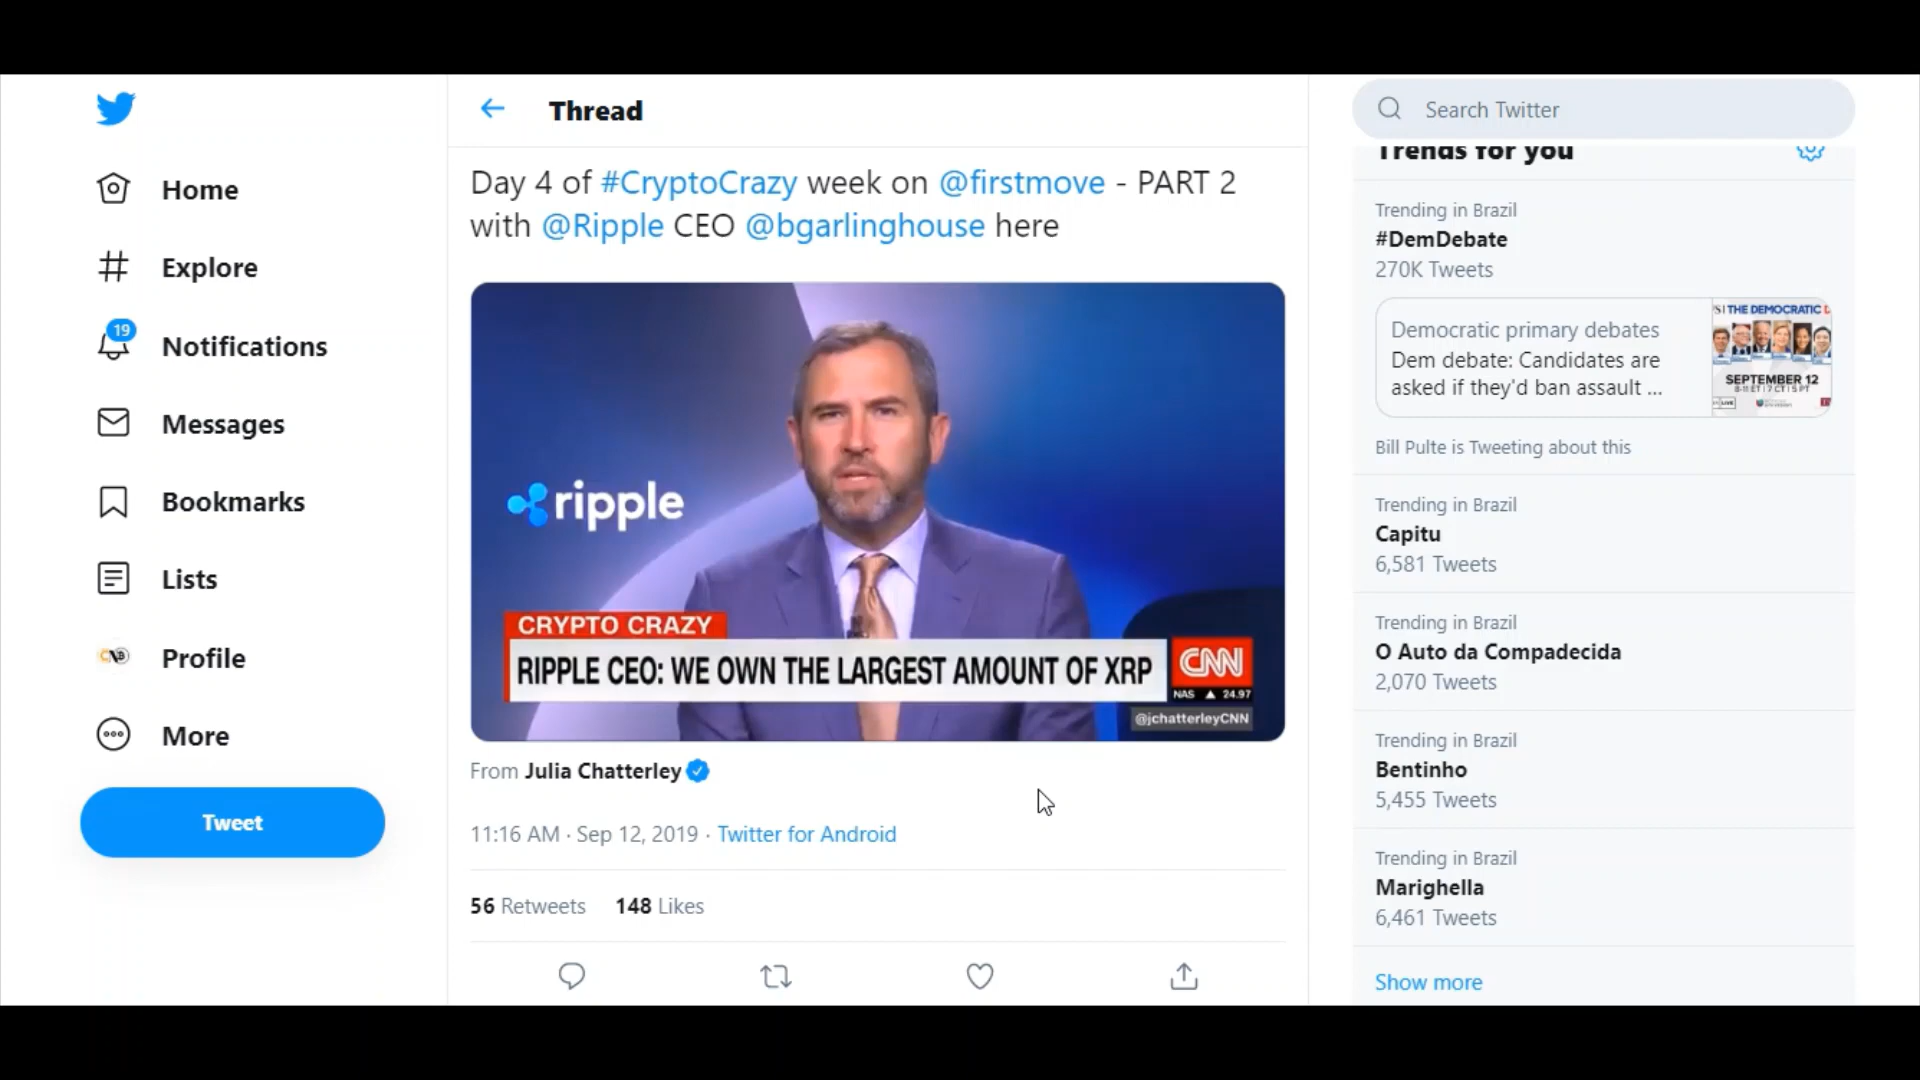 Home
Explore
19
Notifications
Messages
Bookmarks
Lists
Profile
More
Tweet
Thread
Day 4 of #CryptoCrazy week on @firstmove - PART 2
with @Ripple CEO @bgarlinghouse here
ripple
CRYPTO CRAZY
RIPPLE CEO: WE OWN THE LARGEST AMOUNT OF XRP
CNN
NAS ▲ 24.97
@jchatterleyCNN
From Julia Chatterley
11:16 AM · Sep 12, 2019 · Twitter for Android
56 Retweets 148 Likes
Search Twitter
Trends for you
Trending in Brazil
#DemDebate
270K Tweets
Democratic primary debates
Dem debate: Candidates are
asked if they'd ban assault ...
THE DEMOCRATIC
SEPTEMBER 12
LIVE
Bill Pulte is Tweeting about this
Trending in Brazil
Capitu
6,581 Tweets
Trending in Brazil
O Auto da Compadecida
2,070 Tweets
Trending in Brazil
Bentinho
5,455 Tweets
Trending in Brazil
Marighella
6,461 Tweets
Show more